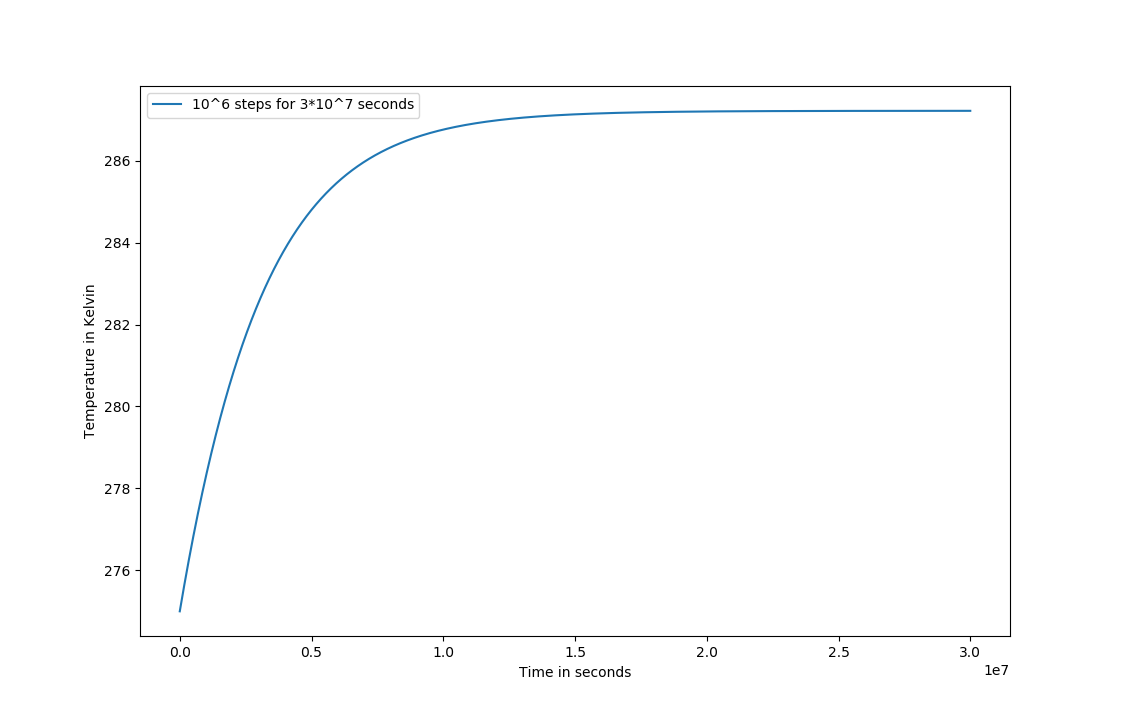 10^6 steps for 3*10^7 seconds
286
284
282
280
278
276
Temperature in Kelvin
0.0 0.5 1.0 1.5 2.0 2.5 3.0
1e7
Time in seconds